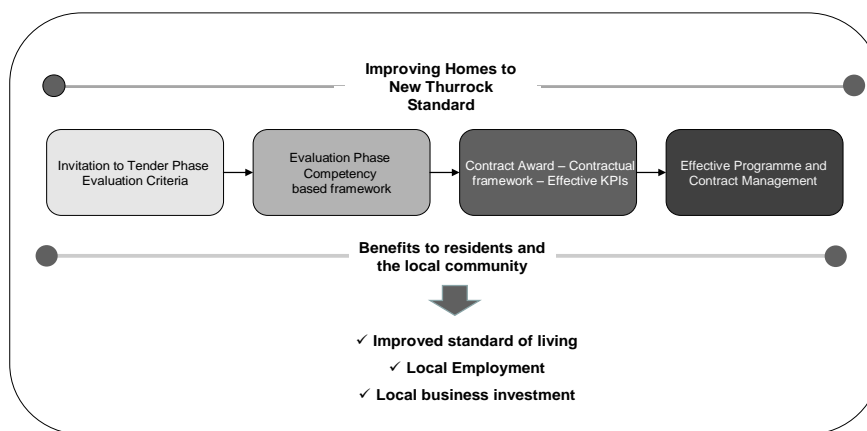 Improving Homes to
New Thurrock
Standard
Invitation to Tender Phase
Evaluation Criteria
Evaluation Phase
Competency
based framework
Contract Award – Contractual
framework – Effective KPIs
Effective Programme and
Contract Management
Benefits to residents and
the local community
✓ Improved standard of living
✓ Local Employment
✓ Local business investment